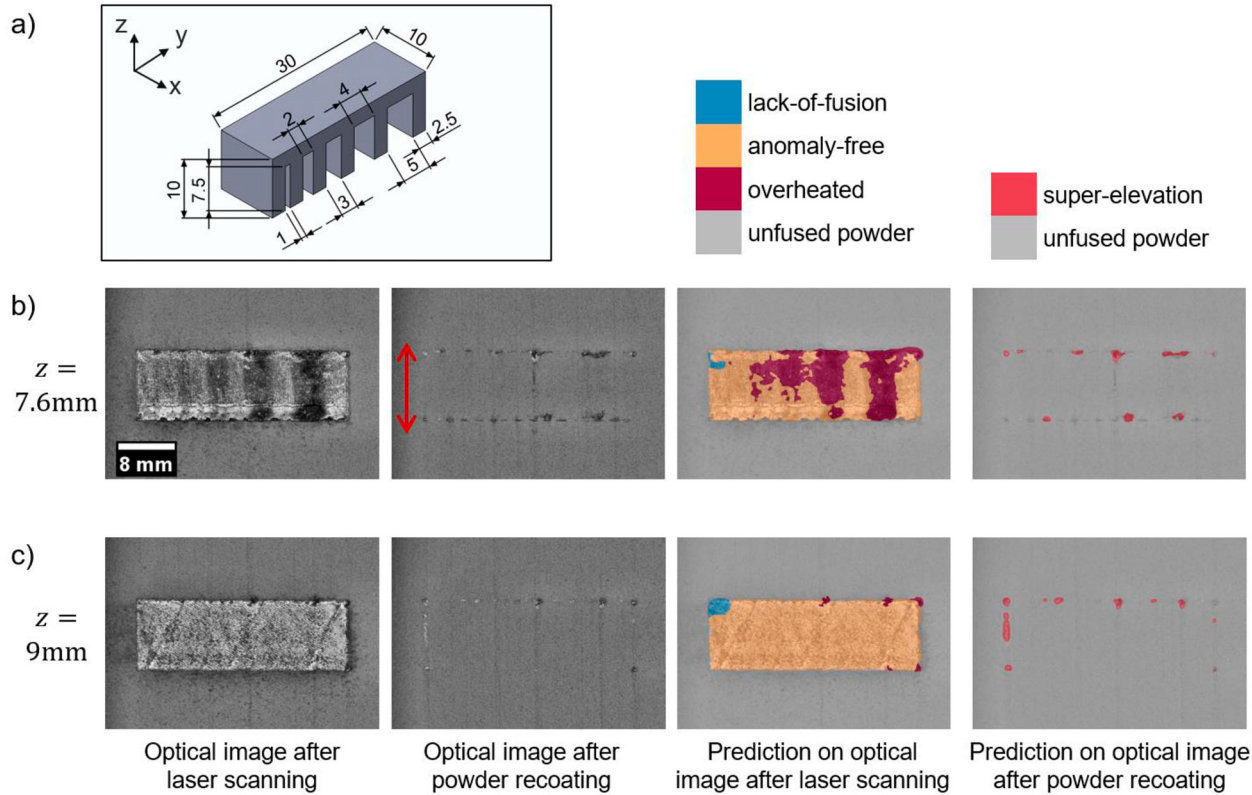 a)
z
y
x
30
10
2
4
10
7.5
2.5
5
3
1
lack-of-fusion
anomaly-free
overheated
unfused powder
super-elevation
unfused powder
b)
z =
7.6mm
8 mm
c)
z =
9mm
Optical image after
laser scanning
Optical image after
powder recoating
Prediction on optical
image after laser scanning
Prediction on optical image
after powder recoating